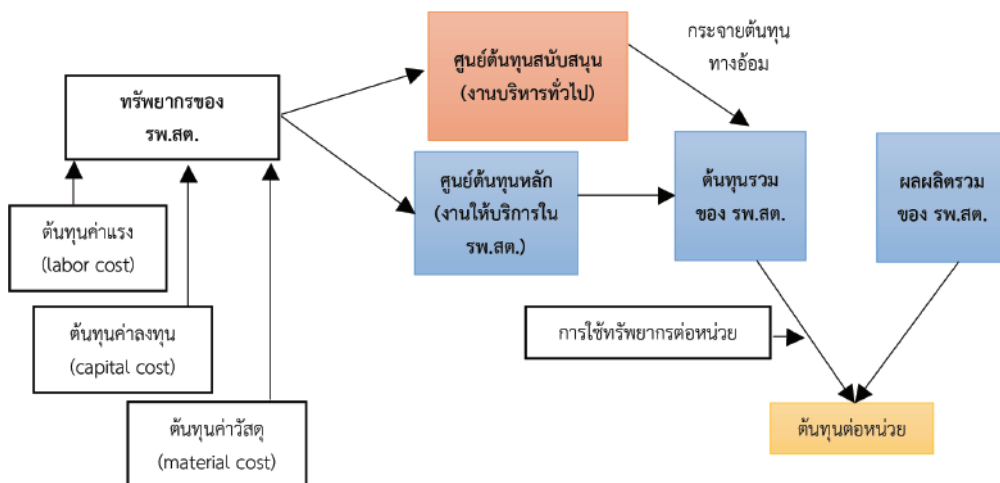 ศูนย์ต้นทุนสนับสนุน
(งานบริหารทั่วไป)
กระจายต้นทุน
ทางอ้อม
ทรัพยากรของ
รพ.สต.
ศูนย์ต้นทุนหลัก
(งานให้บริการใน
รพ.สต.)
ต้นทุนรวม
ของ รพ.สต.
ผลผลิตรวม
ของ รพ.สต.
ต้นทุนค่าแรง
(labor cost)
ต้นทุนค่าลงทุน
(capital cost)
การใช้ทรัพยากรต่อหน่วย
ต้นทุนค่าวัสดุ
(material cost)
ต้นทุนต่อหน่วย